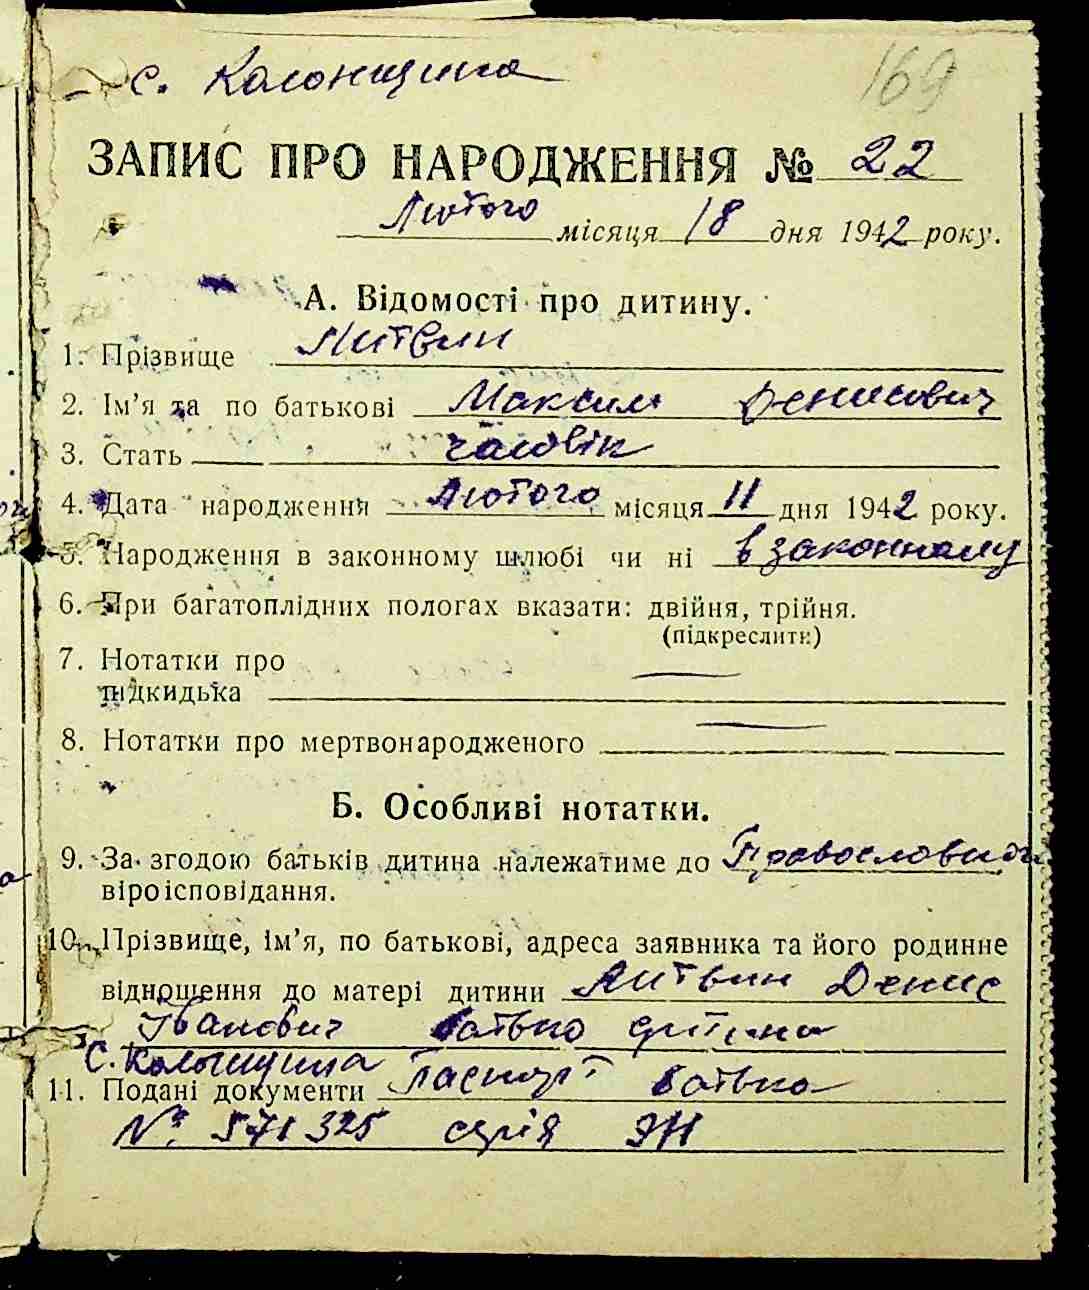 с. Колонщина
169
ЗАПИС ПРО НАРОДЖЕННЯ № 22
Лютого місяця 18 дня 1942 року.
А. Відомості про дитину.
1. Прізвище Литвин
2. Ім’я та по батькові Максим Денисович
3. Стать чоловік
4. Дата народження Лютого місяця 11 дня 1942 року.
5. Народження в законному шлюбі чи ні в законному
6. При багатоплідних пологах вказати: двійня, трійня.
(підкреслити)
7. Нотатки про
підкидька —
8. Нотатки про мертвонародженого —
Б. Особливі нотатки.
9. За згодою батьків дитина належатиме до
віроісповідання.
10. Прізвище, ім’я, по батькові, адреса заявника та його родинне
відношення до матері дитини Литвин Денис
Іванович батько дитина
с. Колонщина
11. Подані документи Паспорт батька
№ 571325 серія ЭН